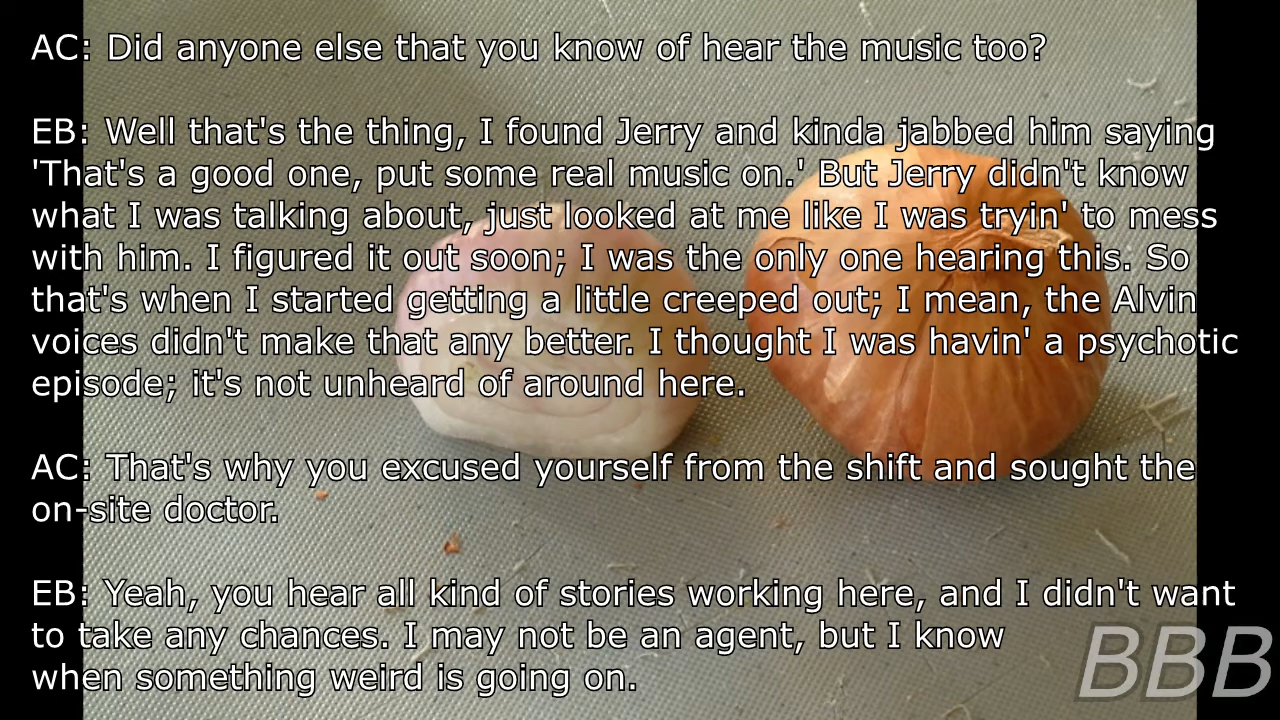 AC: Did anyone else that you know of hear the music too?
EB: Well that's the thing, I found Jerry and kinda jabbed him saying
'That's a good one, put some real music on.' But Jerry didn't know
what I was talking about, just looked at me like I was tryin' to mess
with him. I figured it out soon; I was the only one hearing this. So
that's when I started getting a little creeped out; I mean, the Alvin
voices didn't make that any better. I thought I was havin' a psychotic
episode; it's not unheard of around here.
AC: That's why you excused yourself from the shift and sought the
on-site doctor.
EB: Yeah, you hear all kind of stories working here, and I didn't want
to take any chances. I may not be an agent, but I know
when something weird is going on.
BBB